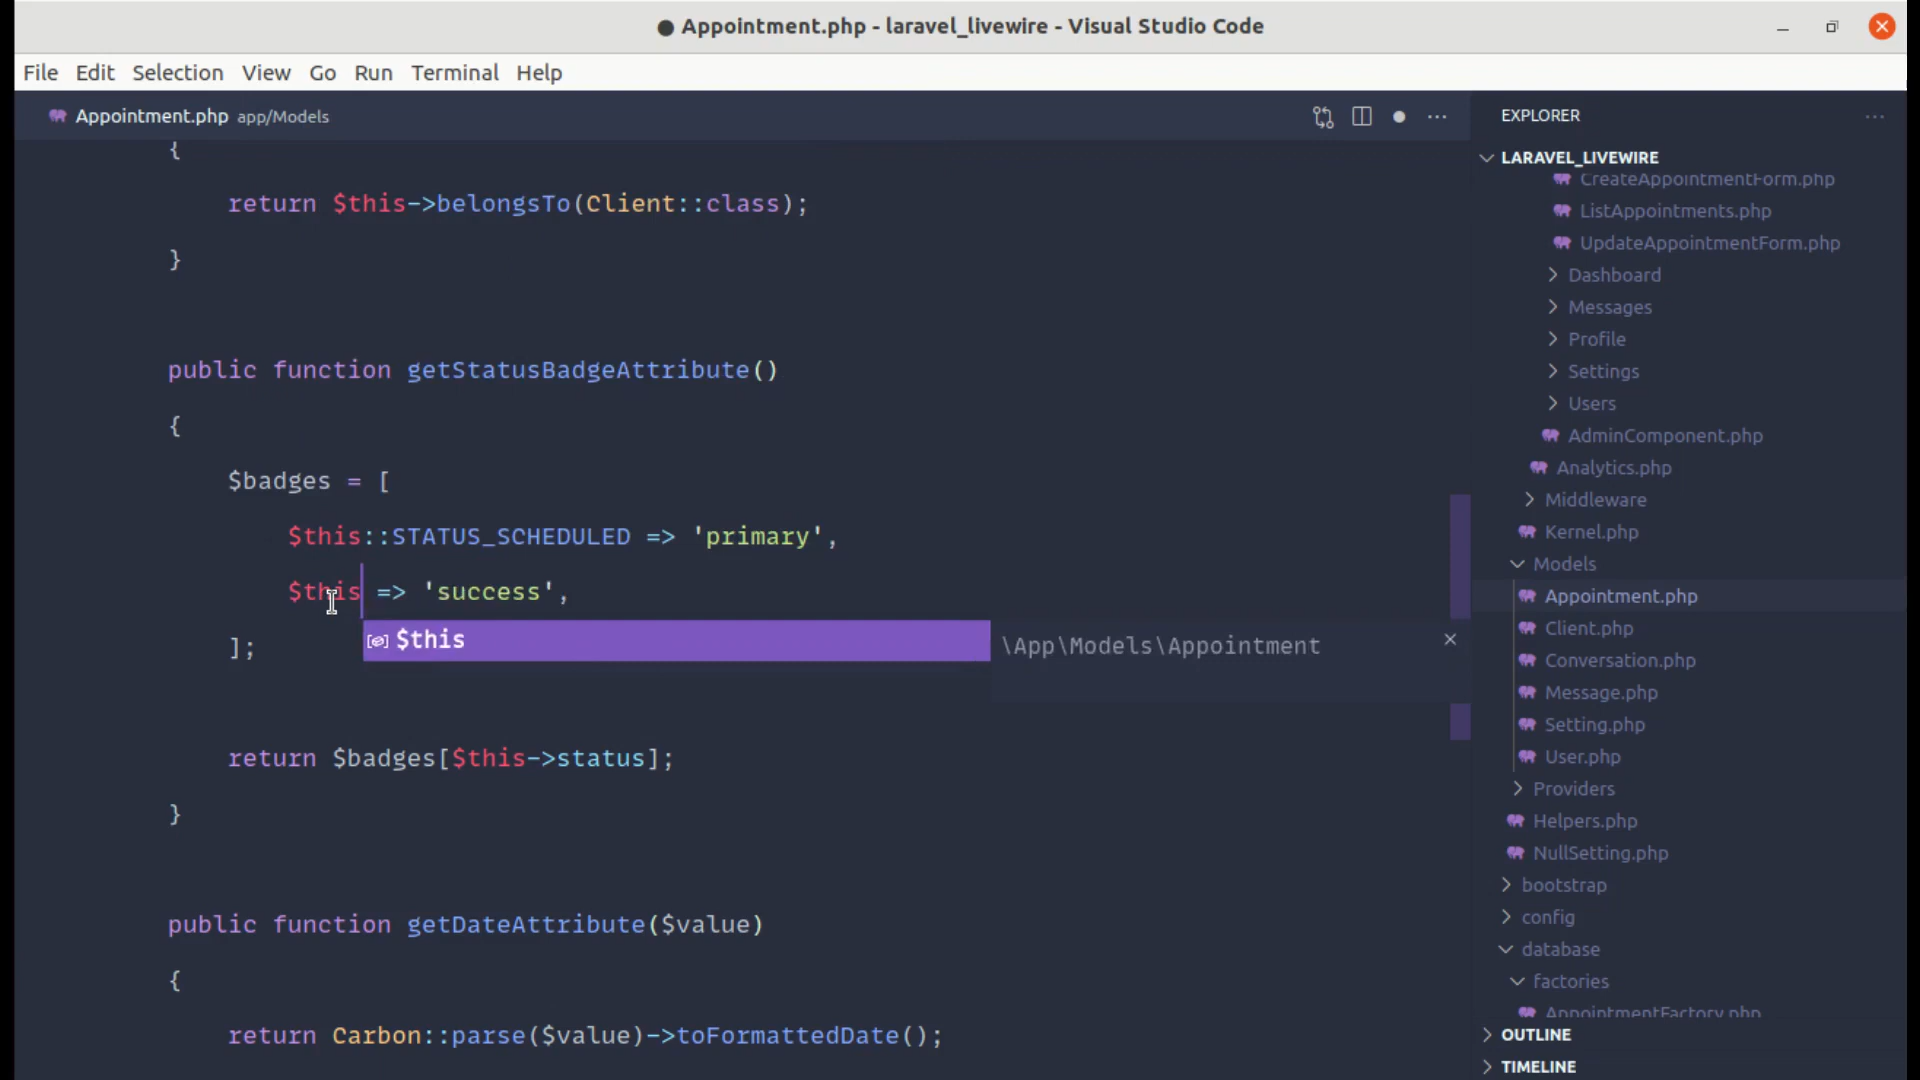 Appointment.php - laravel_livewire - Visual Studio Code
File Edit Selection View Go Run Terminal Help
Appointment.php app/Models
{
return $this->belongsTo(Client::class);
}
public function getStatusBadgeAttribute()
{
$badges = [
$this::STATUS_SCHEDULED => 'primary',
$this => 'success',
$this
\App\Models\Appointment
];
return $badges[$this->status];
}
public function getDateAttribute($value)
{
return Carbon::parse($value)->toFormattedDate();
EXPLORER
LARAVEL_LIVEWIRE
CreateAppointmentForm.php
ListAppointments.php
UpdateAppointmentForm.php
Dashboard
Messages
Profile
Settings
Users
AdminComponent.php
Analytics.php
Middleware
Kernel.php
Models
Appointment.php
Client.php
Conversation.php
Message.php
Setting.php
User.php
Providers
Helpers.php
NullSetting.php
bootstrap
config
database
factories
AppointmentFactory.php
OUTLINE
TIMELINE